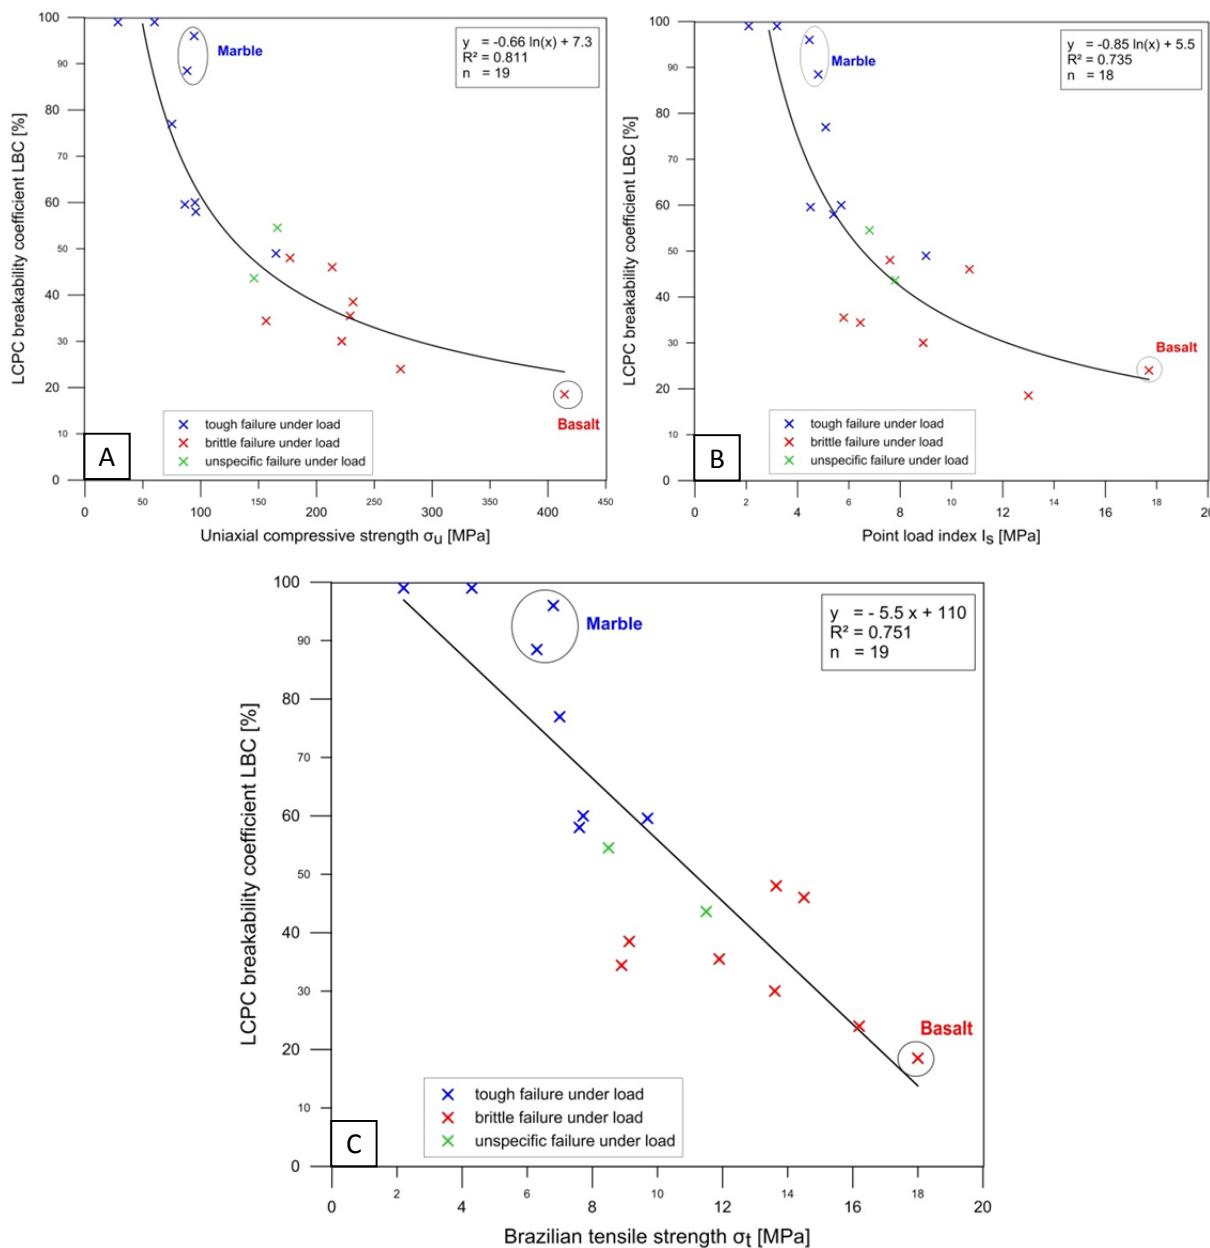 LCPC breakability coefficient LBC [%]
100
90
80
70
60
50
40
30
20
10
0
Marble
y = -0.66 ln(x) + 7.3
R² = 0.811
n = 19
Basalt
tough failure under load
brittle failure under load
unspecific failure under load
A
0 50 100 150 200 250 300 350 400 450
Uniaxial compressive strength σu [MPa]
LCPC breakability coefficient LBC [%]
100
90
80
70
60
50
40
30
20
10
0
Marble
y = -0.85 ln(x) + 5.5
R² = 0.735
n = 18
Basalt
tough failure under load
brittle failure under load
unspecific failure under load
B
0 2 4 6 8 10 12 14 16 18 20
Point load index Is [MPa]
LCPC breakability coefficient LBC [%]
100
90
80
70
60
50
40
30
20
10
0
Marble
y = - 5.5 x + 110
R² = 0.751
n = 19
Basalt
tough failure under load
brittle failure under load
unspecific failure under load
C
0 2 4 6 8 10 12 14 16 18 20
Brazilian tensile strength σt [MPa]